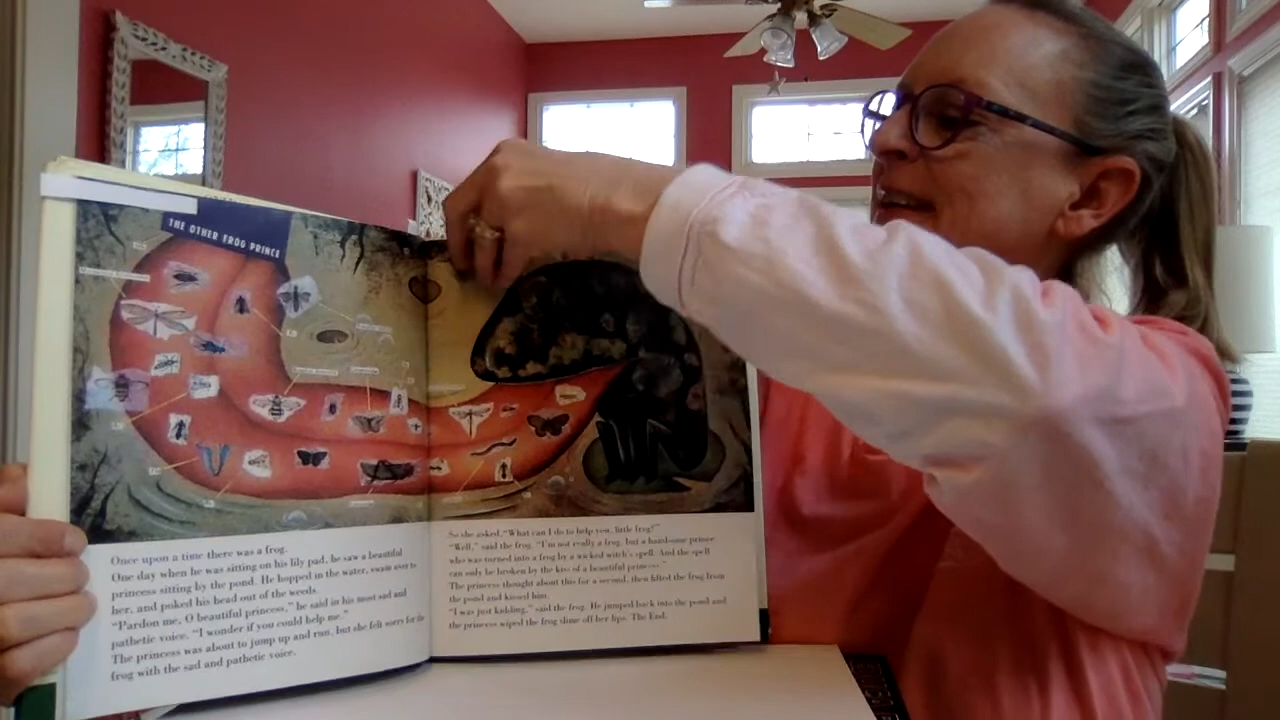 THE OTHER FROG PRINCE
Once upon a time there was a frog.
One day when he was sitting on his lily pad, he saw a beautiful
princess sitting by the pond. He hopped in the water, swam over to
her, and poked his head out of the weeds.
"Pardon me, O beautiful princess," he said in his most sad and
pathetic voice. "I wonder if you could help me."
The princess was about to jump up and run, but she felt sorry for the
frog with the sad and pathetic voice.
So she asked, "What can I do to help you, little frog?"
"Well," said the frog. "I'm not really a frog, but a handsome prince
who was turned into a frog by a wicked witch's spell. And the spell
can only be broken by the kiss of a beautiful princess."
The princess thought about this for a second, then lifted the frog from
the pond and kissed him.
"I was just kidding," said the frog. He jumped back into the pond and
the princess wiped the frog slime off her lips. The End.